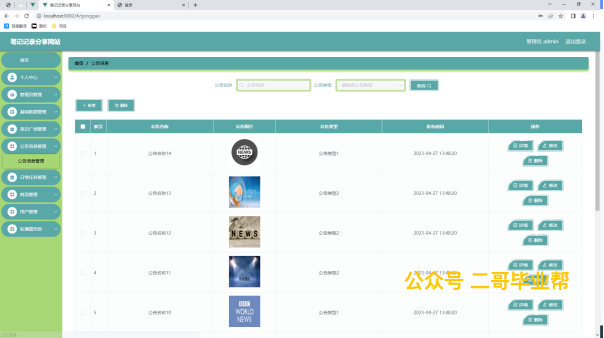 笔记记录分享网站
localhost:8082/#/gonggao
笔记记录分享网站
管理员 admin 退出登录
首页
个人中心
管理员管理
基础数据管理
笔记广场管理
公告信息管理
公告信息管理
日常任务管理
商品管理
用户管理
轮播图信息
首页 / 公告信息
公告名称 公告名称 公告类型 请选择公告类型 查询
+ 新增 删除
索引 公告名称 公告图片 公告类型 发布时间 操作
1 公告名称14 NEWS 公告类型1 2023-04-27 13:48:20 详情 修改 删除
2 公告名称13 公告类型2 2023-04-27 13:48:20 详情 修改 删除
3 公告名称12 NEWS 公告类型2 2023-04-27 13:48:20 详情 修改 删除
4 公告名称11 公告类型2 2023-04-27 13:48:20 详情 修改
公众号 二哥毕业帮
5 公告名称10 BBC WORLD NEWS 公告类型1 2023-04-27 13:48:20 详情 修改 删除